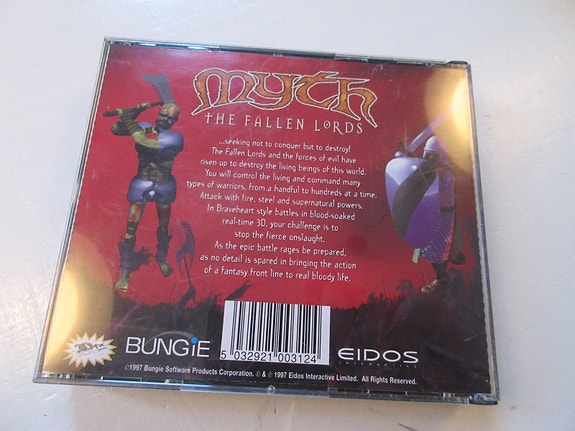 Myth
THE FALLEN LORDS
...seeking not to conquer but to destroy!
The Fallen Lords and the forces of evil have
risen up to destroy the living beings of this world.
You will control the living and command many
types of warriors, from a handful to hundreds at a time.
Attack with fire, steel and supernatural powers.
In Braveheart style battles in blood-soaked
real-time 3D, your challenge is to
stop the fierce onslaught.
As the epic battle rages be prepared,
as no detail is spared in bringing the action
of a fantasy front line to real bloody life.
BUNGiE
5 032921 003124
EIDOS
INTERACTIVE
©1997 Bungie Software Products Corporation. © & ℗ 1997 Eidos Interactive Limited. All Rights Reserved.